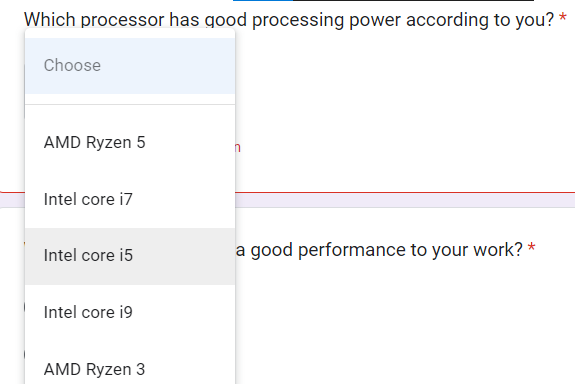 Which processor has good processing power according to you? *
Choose
AMD Ryzen 5
Intel core i7
Intel core i5
a good performance to your work? *
Intel core i9
AMD Ryzen 3